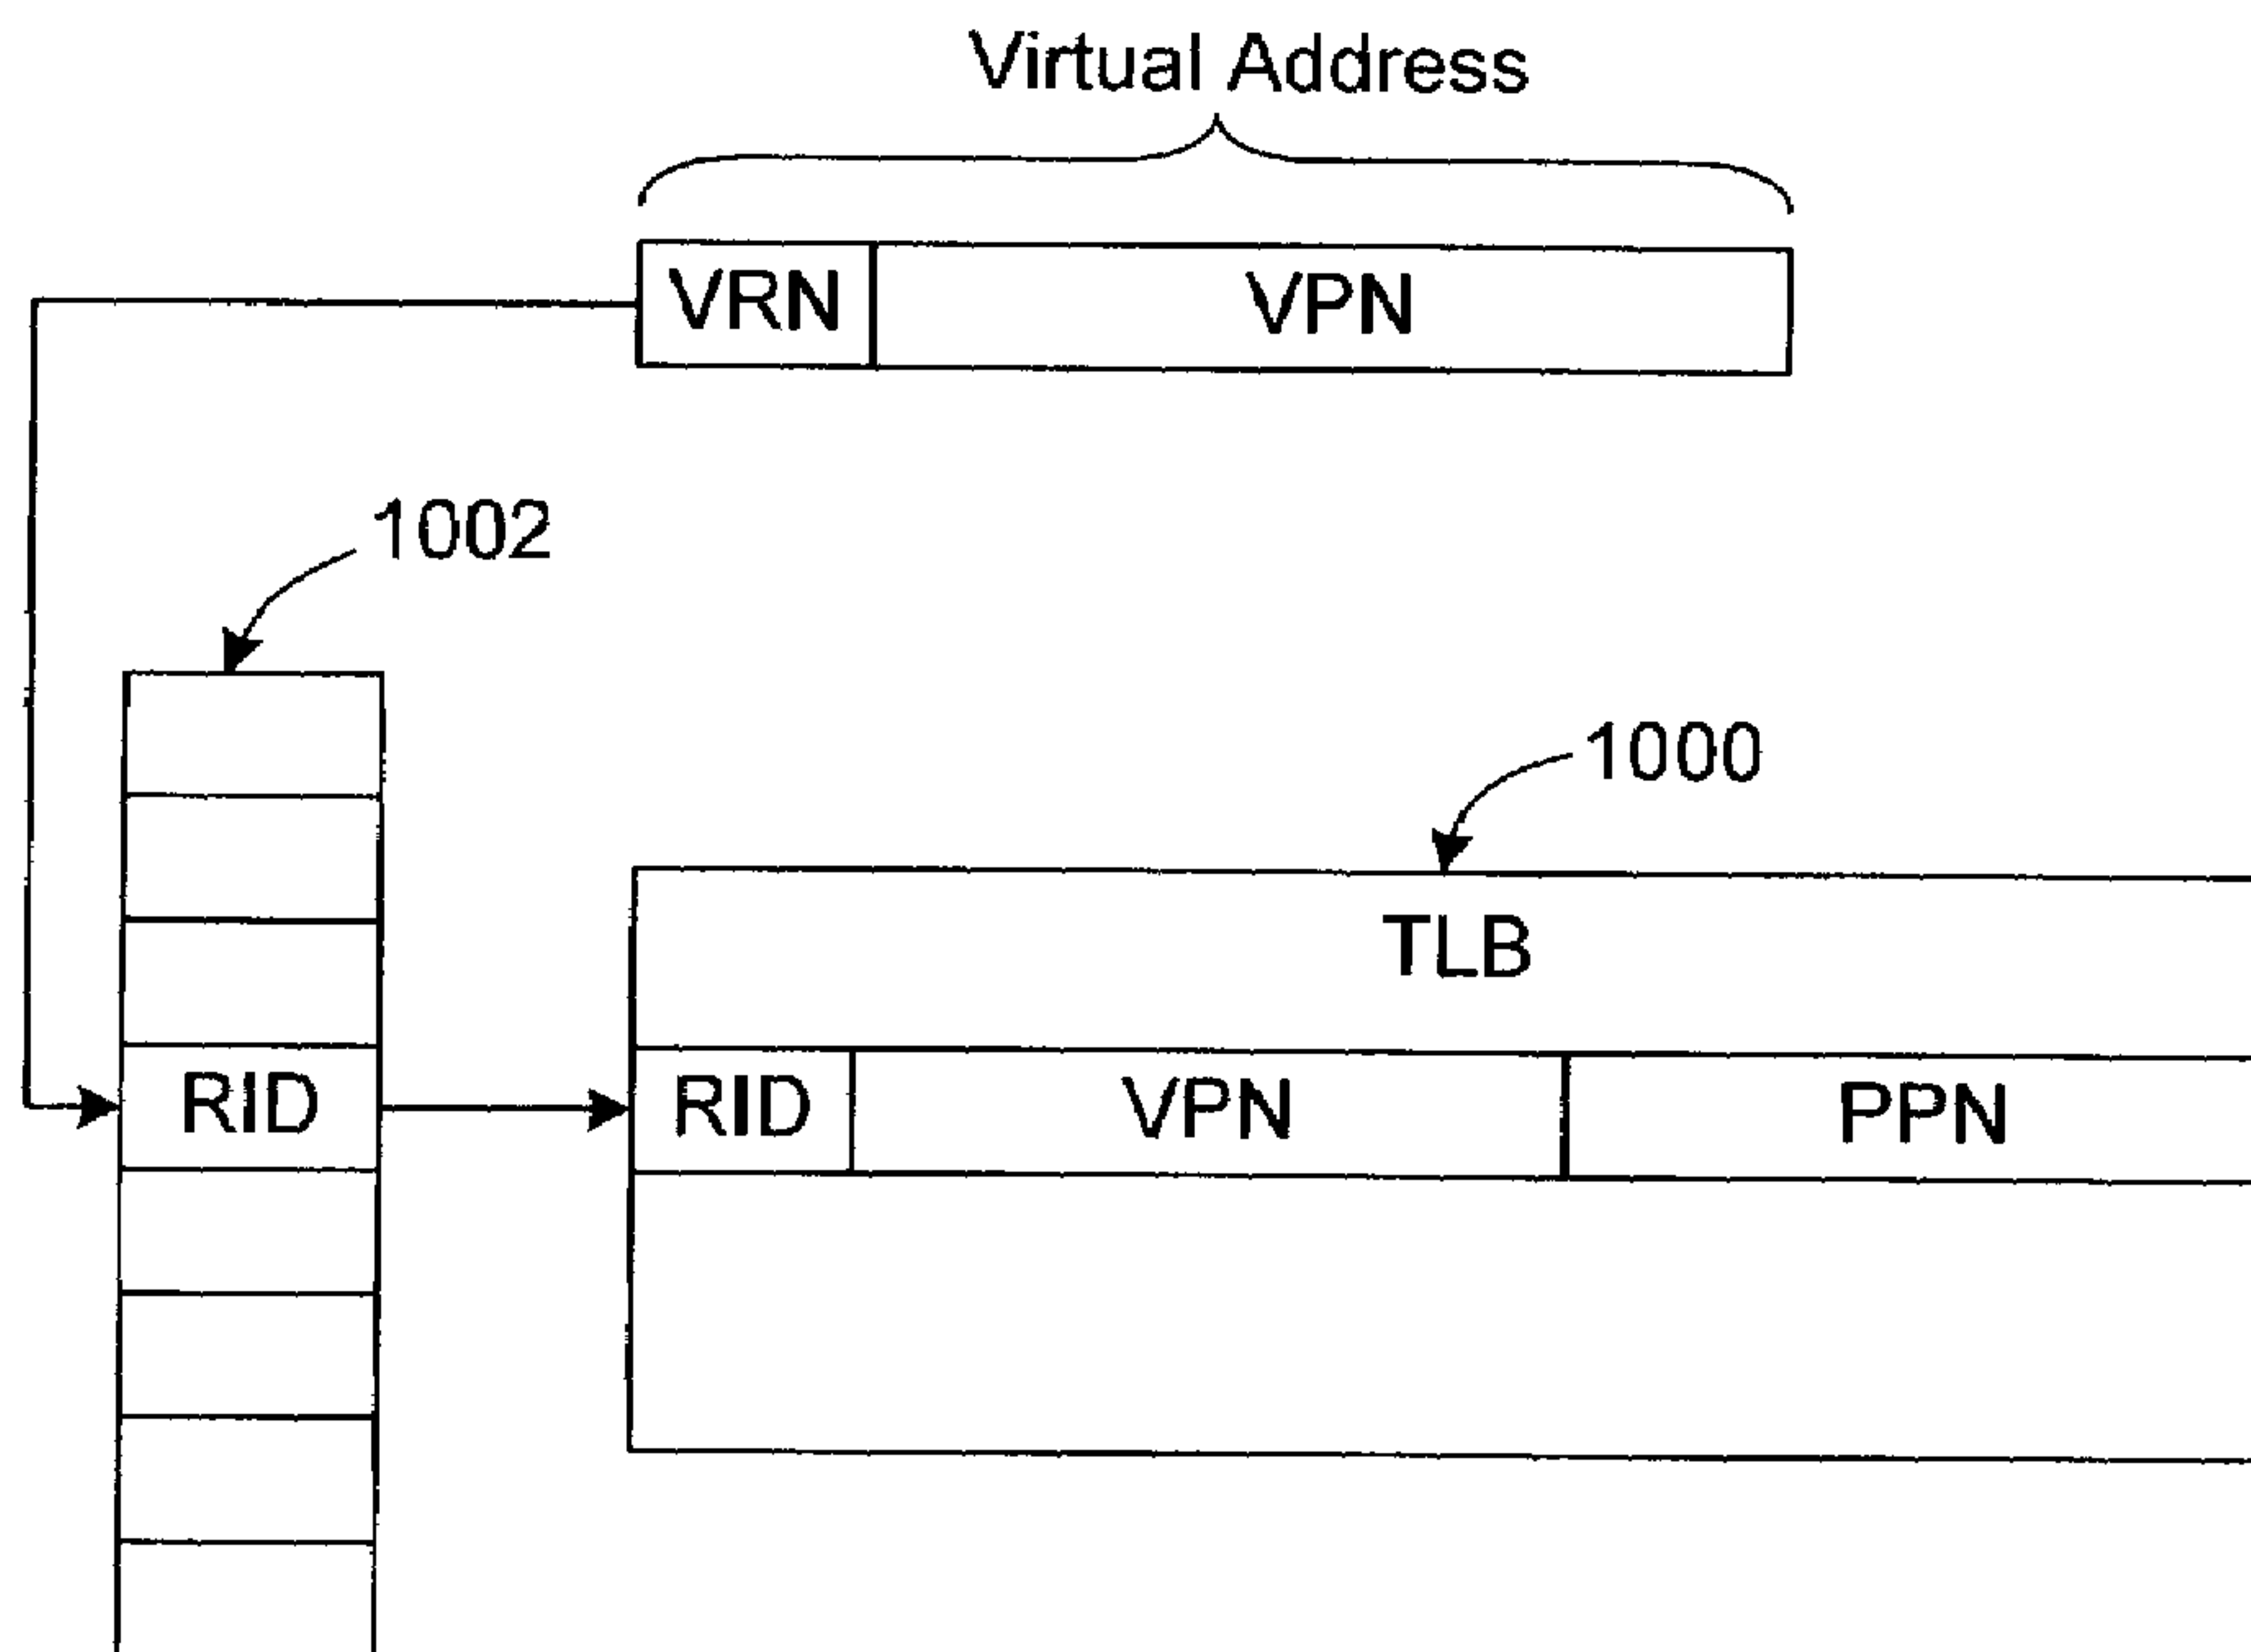 Virtual Address
VRN VPN
1002
1000
TLB
RID RID VPN PPN